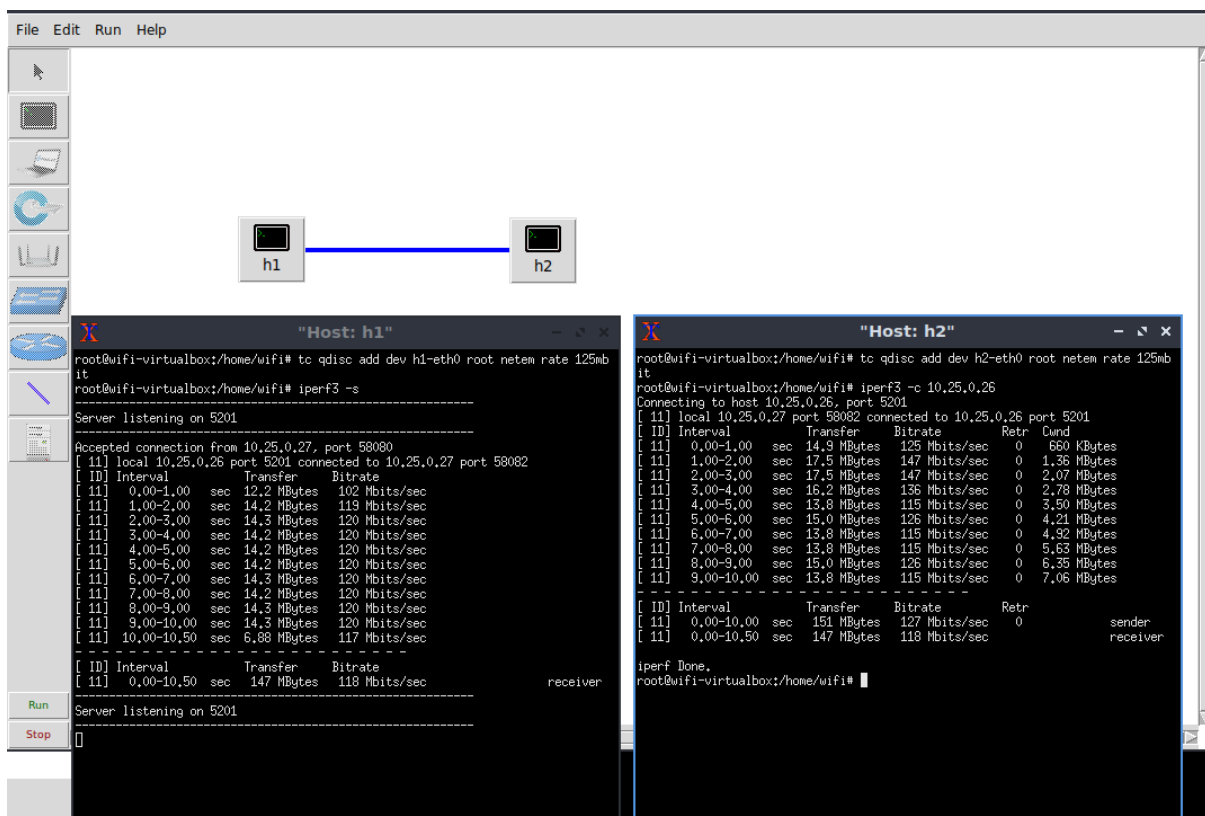 File Edit Run Help
h1
h2
"Host: h1"
root@wifi-virtualbox:/home/wifi# tc qdisc add dev h1-eth0 root netem rate 125mb
it
root@wifi-virtualbox:/home/wifi# iperf3 -s
-----------------------------------------------------------
Server listening on 5201
-----------------------------------------------------------
Accepted connection from 10.25.0.27, port 58080
[ 11] local 10.25.0.26 port 5201 connected to 10.25.0.27 port 58082
[ ID] Interval Transfer Bitrate
[ 11] 0.00-1.00 sec 12.2 MBytes 102 Mbits/sec
[ 11] 1.00-2.00 sec 14.2 MBytes 119 Mbits/sec
[ 11] 2.00-3.00 sec 14.3 MBytes 120 Mbits/sec
[ 11] 3.00-4.00 sec 14.2 MBytes 120 Mbits/sec
[ 11] 4.00-5.00 sec 14.2 MBytes 120 Mbits/sec
[ 11] 5.00-6.00 sec 14.2 MBytes 120 Mbits/sec
[ 11] 6.00-7.00 sec 14.3 MBytes 120 Mbits/sec
[ 11] 7.00-8.00 sec 14.2 MBytes 120 Mbits/sec
[ 11] 8.00-9.00 sec 14.3 MBytes 120 Mbits/sec
[ 11] 9.00-10.00 sec 14.3 MBytes 120 Mbits/sec
[ 11] 10.00-10.50 sec 6.88 MBytes 117 Mbits/sec
- - - - - - - - - - - - - - - - - - - - - - - - -
[ ID] Interval Transfer Bitrate
[ 11] 0.00-10.50 sec 147 MBytes 118 Mbits/sec receiver
-----------------------------------------------------------
Server listening on 5201
-----------------------------------------------------------
"Host: h2"
root@wifi-virtualbox:/home/wifi# tc qdisc add dev h2-eth0 root netem rate 125mb
it
root@wifi-virtualbox:/home/wifi# iperf3 -c 10.25.0.26
Connecting to host 10.25.0.26, port 5201
[ 11] local 10.25.0.27 port 58082 connected to 10.25.0.26 port 5201
[ ID] Interval Transfer Bitrate Retr Cwnd
[ 11] 0.00-1.00 sec 14.9 MBytes 125 Mbits/sec 0 660 KBytes
[ 11] 1.00-2.00 sec 17.5 MBytes 147 Mbits/sec 0 1.36 MBytes
[ 11] 2.00-3.00 sec 17.5 MBytes 147 Mbits/sec 0 2.07 MBytes
[ 11] 3.00-4.00 sec 16.2 MBytes 136 Mbits/sec 0 2.78 MBytes
[ 11] 4.00-5.00 sec 13.8 MBytes 115 Mbits/sec 0 3.50 MBytes
[ 11] 5.00-6.00 sec 15.0 MBytes 126 Mbits/sec 0 4.21 MBytes
[ 11] 6.00-7.00 sec 13.8 MBytes 115 Mbits/sec 0 4.92 MBytes
[ 11] 7.00-8.00 sec 13.8 MBytes 115 Mbits/sec 0 5.63 MBytes
[ 11] 8.00-9.00 sec 15.0 MBytes 126 Mbits/sec 0 6.35 MBytes
[ 11] 9.00-10.00 sec 13.8 MBytes 115 Mbits/sec 0 7.06 MBytes
- - - - - - - - - - - - - - - - - - - - - - - - -
[ ID] Interval Transfer Bitrate Retr
[ 11] 0.00-10.00 sec 151 MBytes 127 Mbits/sec 0 sender
[ 11] 0.00-10.50 sec 147 MBytes 118 Mbits/sec receiver
iperf Done.
root@wifi-virtualbox:/home/wifi#
Run
Stop